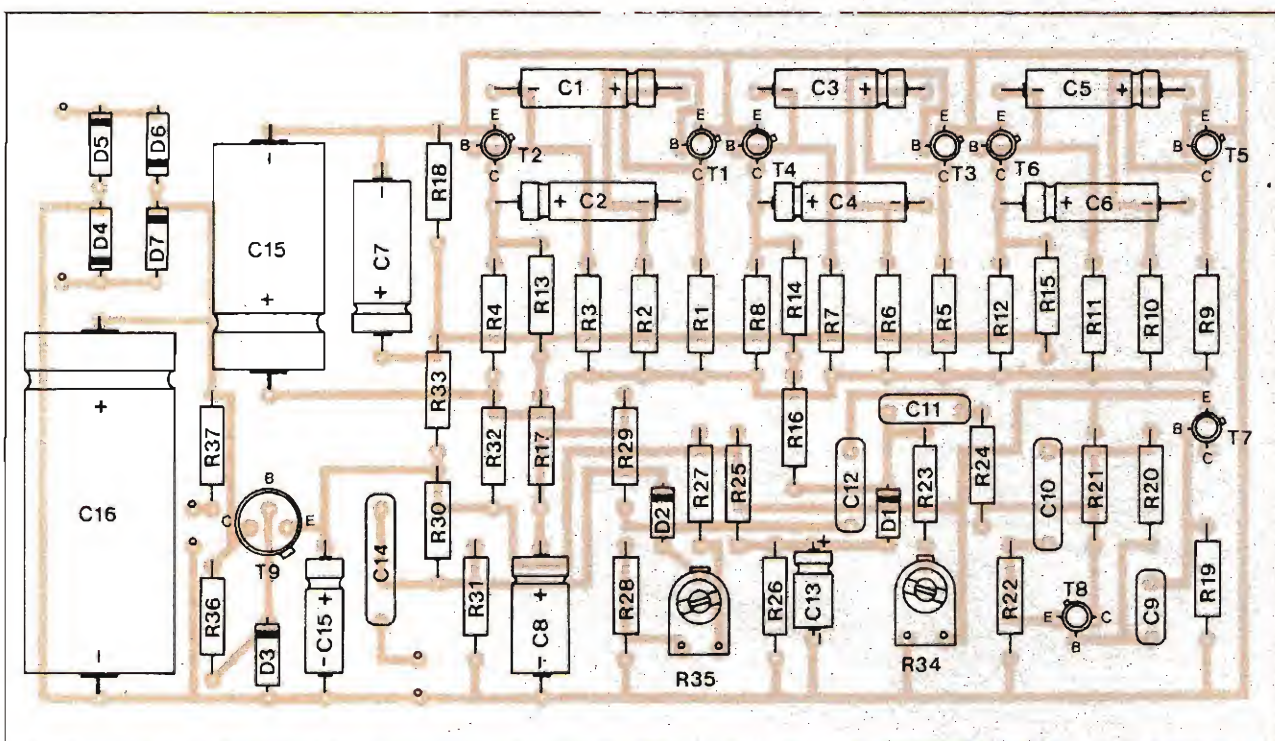 C1
C3
C5
E
E
E
E
E
E
D5
D6
B
T2
B
C
T1
B
C
T4
B
C
T3
B
C
T6
B
C
T5
C
R18
C2
C4
C6
D4
D7
C15
C7
R4
R13
R3
R2
R1
R8
R14
R7
R6
R5
R12
R15
R11
R10
R9
C16
R37
R33
R32
R17
R29
R27
R25
R16
C12
C11
R23
R24
C10
R21
R20
E
B
T7
C
B
C
E
T9
C14
R30
D2
D1
R36
D3
C15
R31
C8
R28
R35
R26
C13
R34
R22
E
T8
C
B
C9
R19